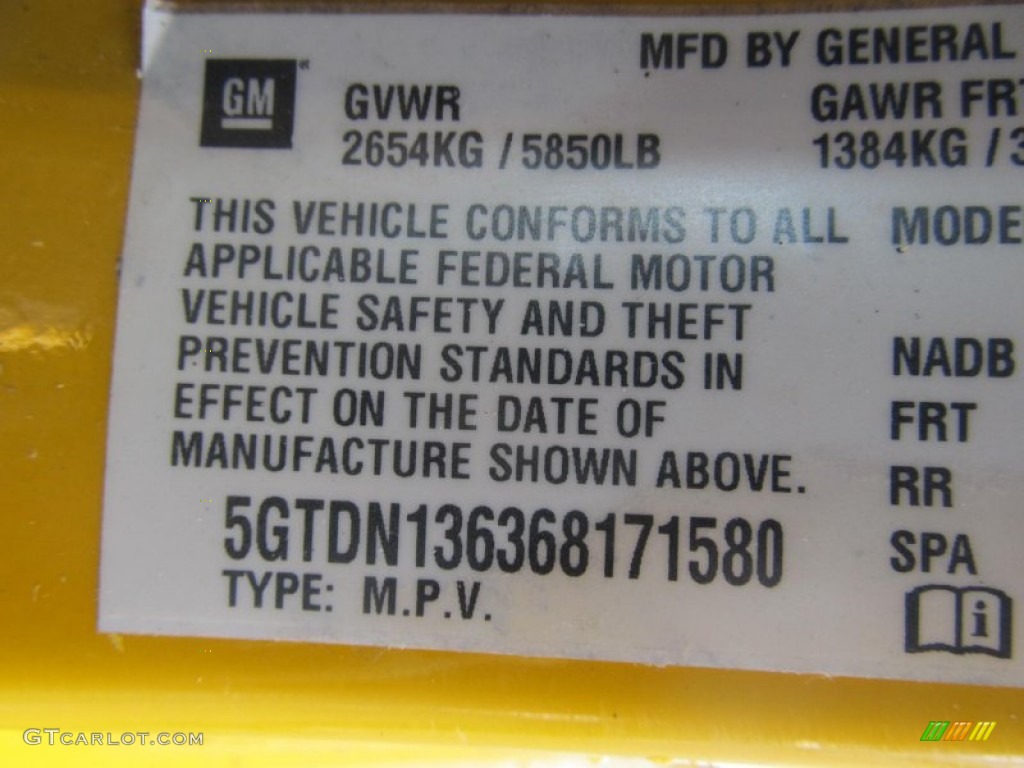 MFD BY GENERAL
GM
GVWR
GAWR FRT
2654KG / 5850LB
1384KG / 3
THIS VEHICLE CONFORMS TO ALL
APPLICABLE FEDERAL MOTOR
VEHICLE SAFETY AND THEFT
PREVENTION STANDARDS IN
EFFECT ON THE DATE OF
MANUFACTURE SHOWN ABOVE.
MODE
NADB
FRT
RR
SPA
5GTDN136368171580
TYPE: M.P.V.
i
GTCARLOT.COM